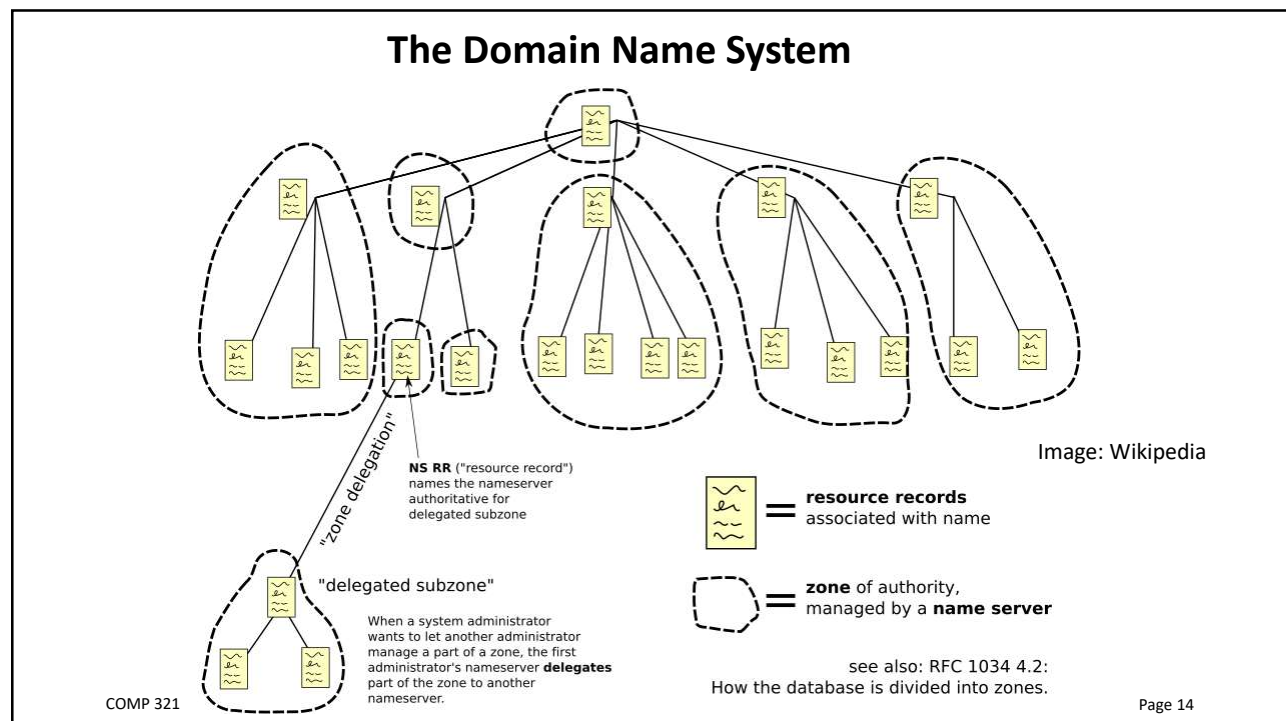 The Domain Name System
"zone delegation"
NS RR ("resource record")
names the nameserver
authoritative for
delegated subzone
Image: Wikipedia
= resource records
associated with name
"delegated subzone"
When a system administrator
wants to let another administrator
manage a part of a zone, the first
administrator's nameserver delegates
part of the zone to another
nameserver.
= zone of authority,
managed by a name server
see also: RFC 1034 4.2:
How the database is divided into zones.
COMP 321
Page 14